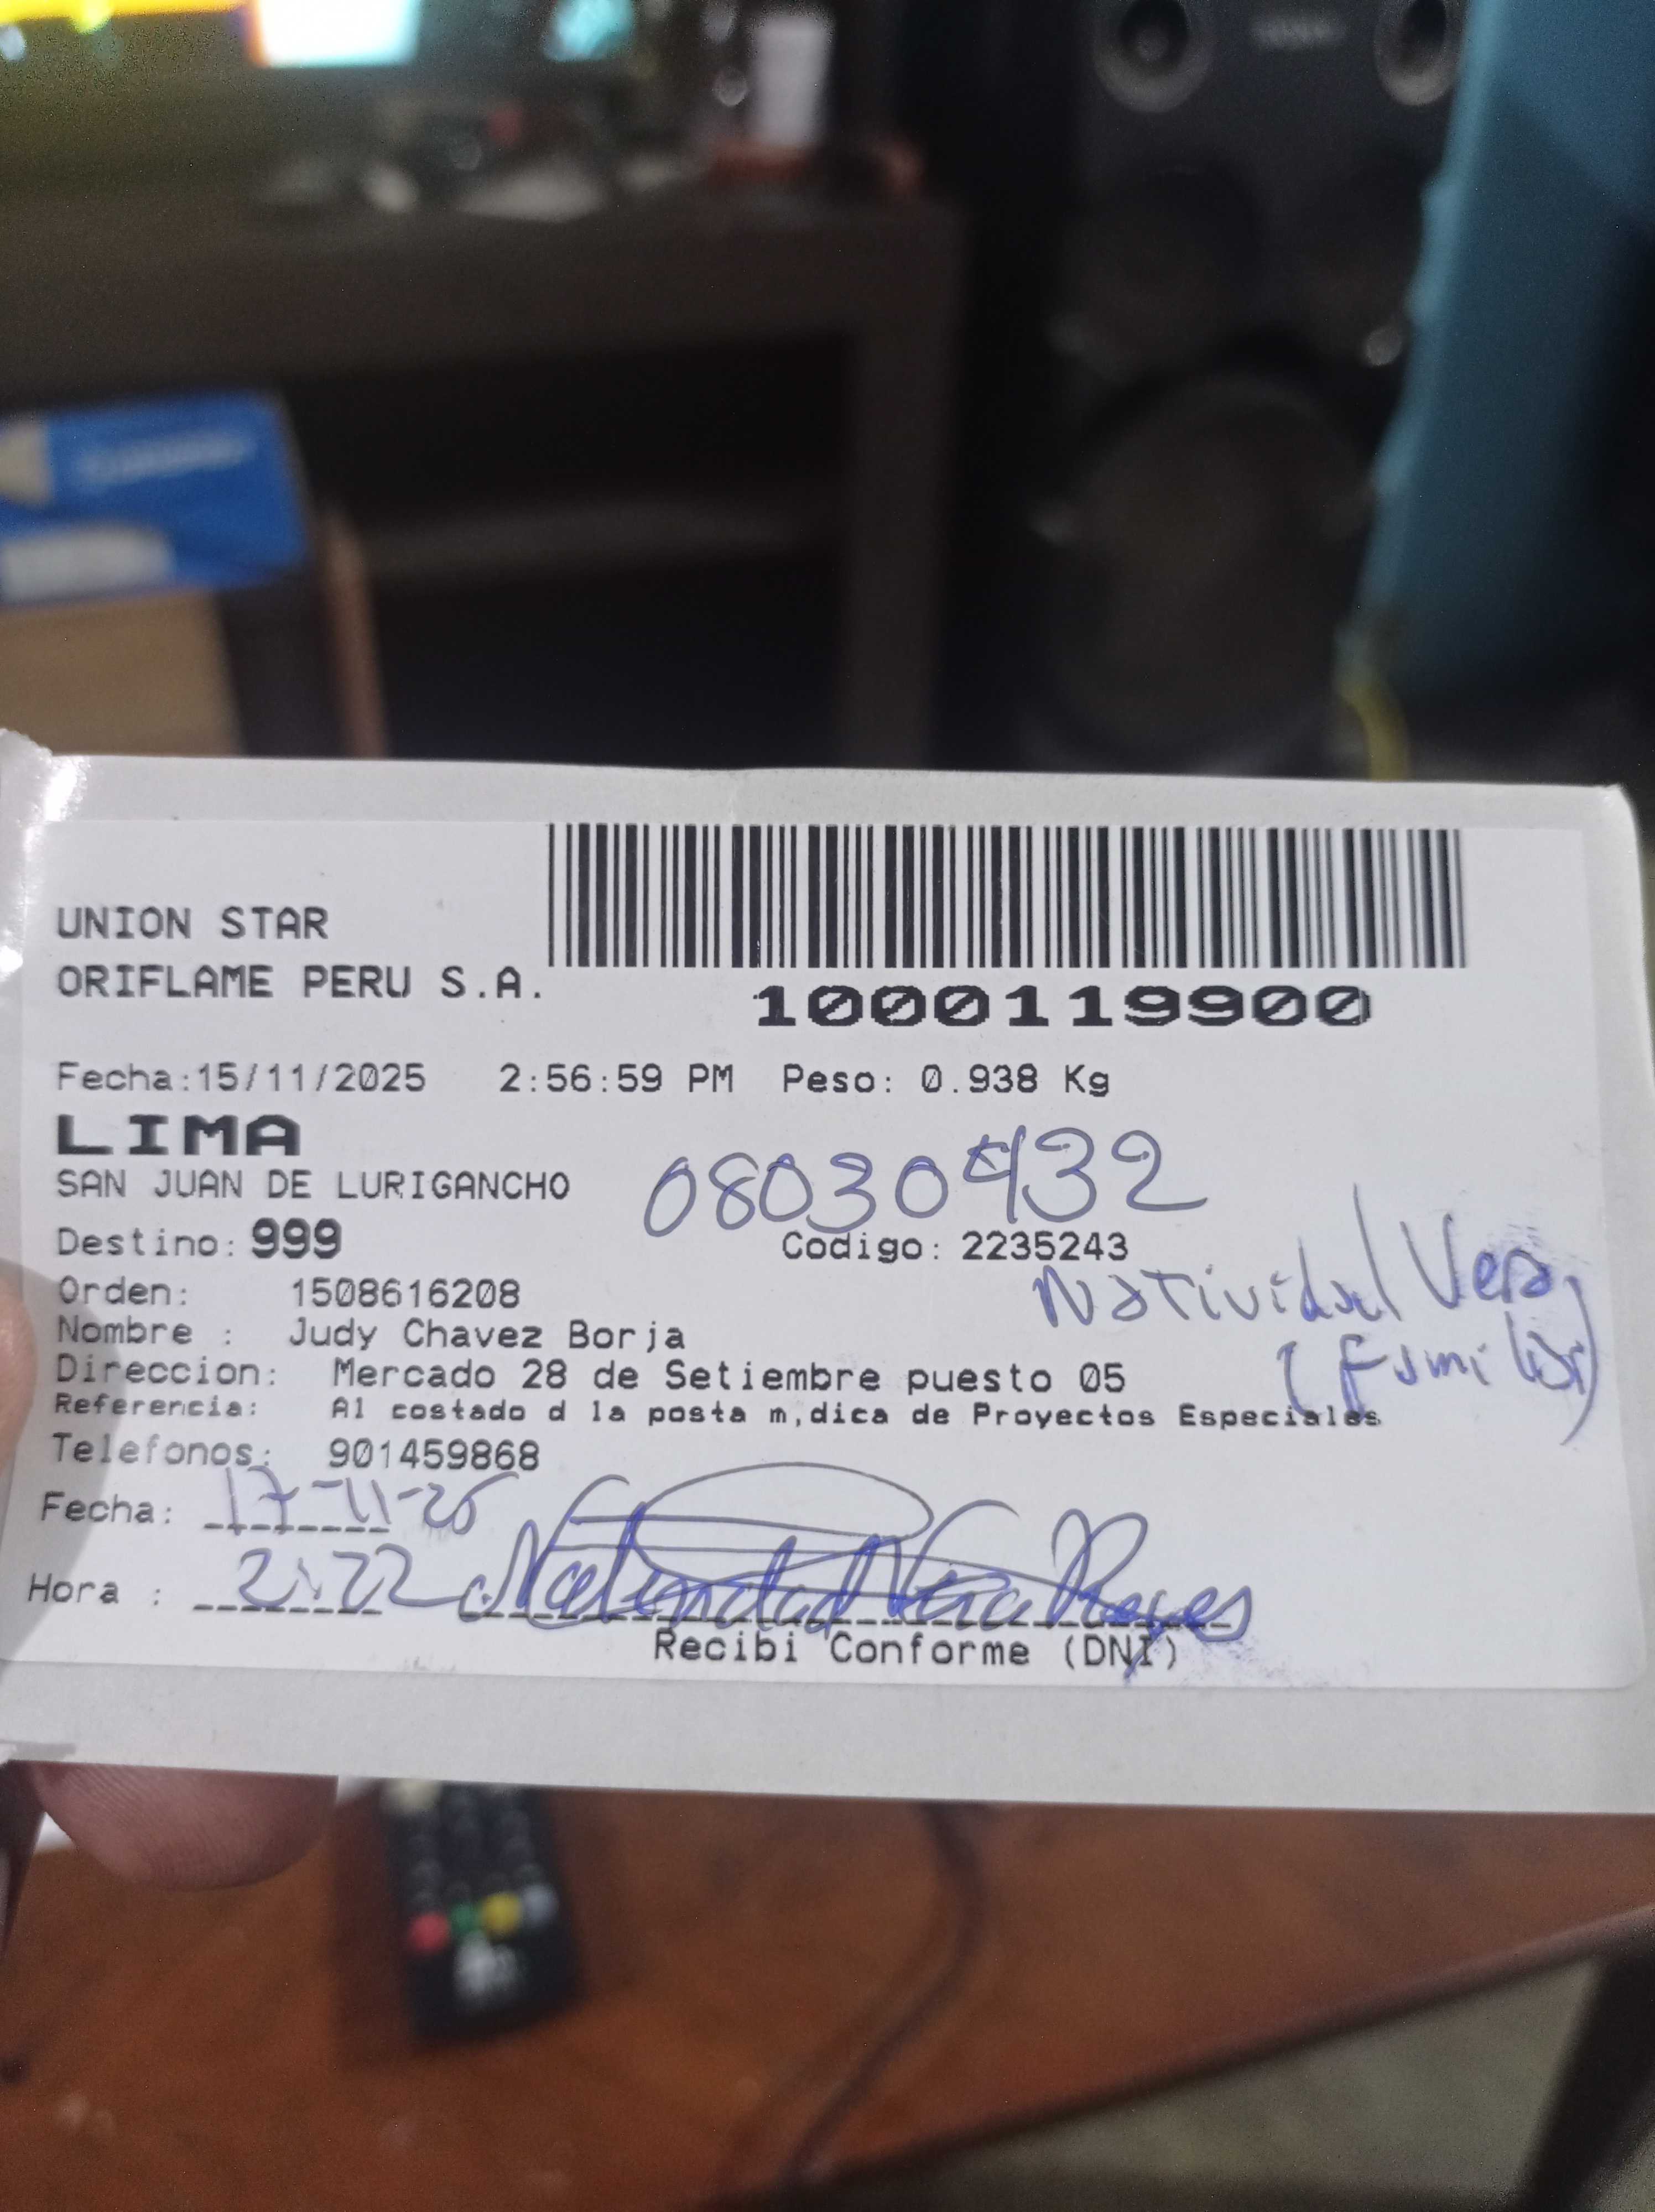 UNION STAR
ORIFLAME PERU S.A.
1000119900
Fecha:15/11/2025 2:56:59 PM Peso: 0.938 Kg
LIMA
SAN JUAN DE LURIGANCHO
08030432
Destino: 999 Codigo: 2235243
Natividad Vera
(familiar)
Orden: 1508616208
Nombre : Judy Chavez Borja
Direccion: Mercado 28 de Setiembre puesto 05
Referencia: Al costado d la posta m,dica de Proyectos Especiales
Telefonos: 901459868
Fecha: 17-11-25
Hora : 2:22 Natividad Vera Reyes
Recibi Conforme (DNI)